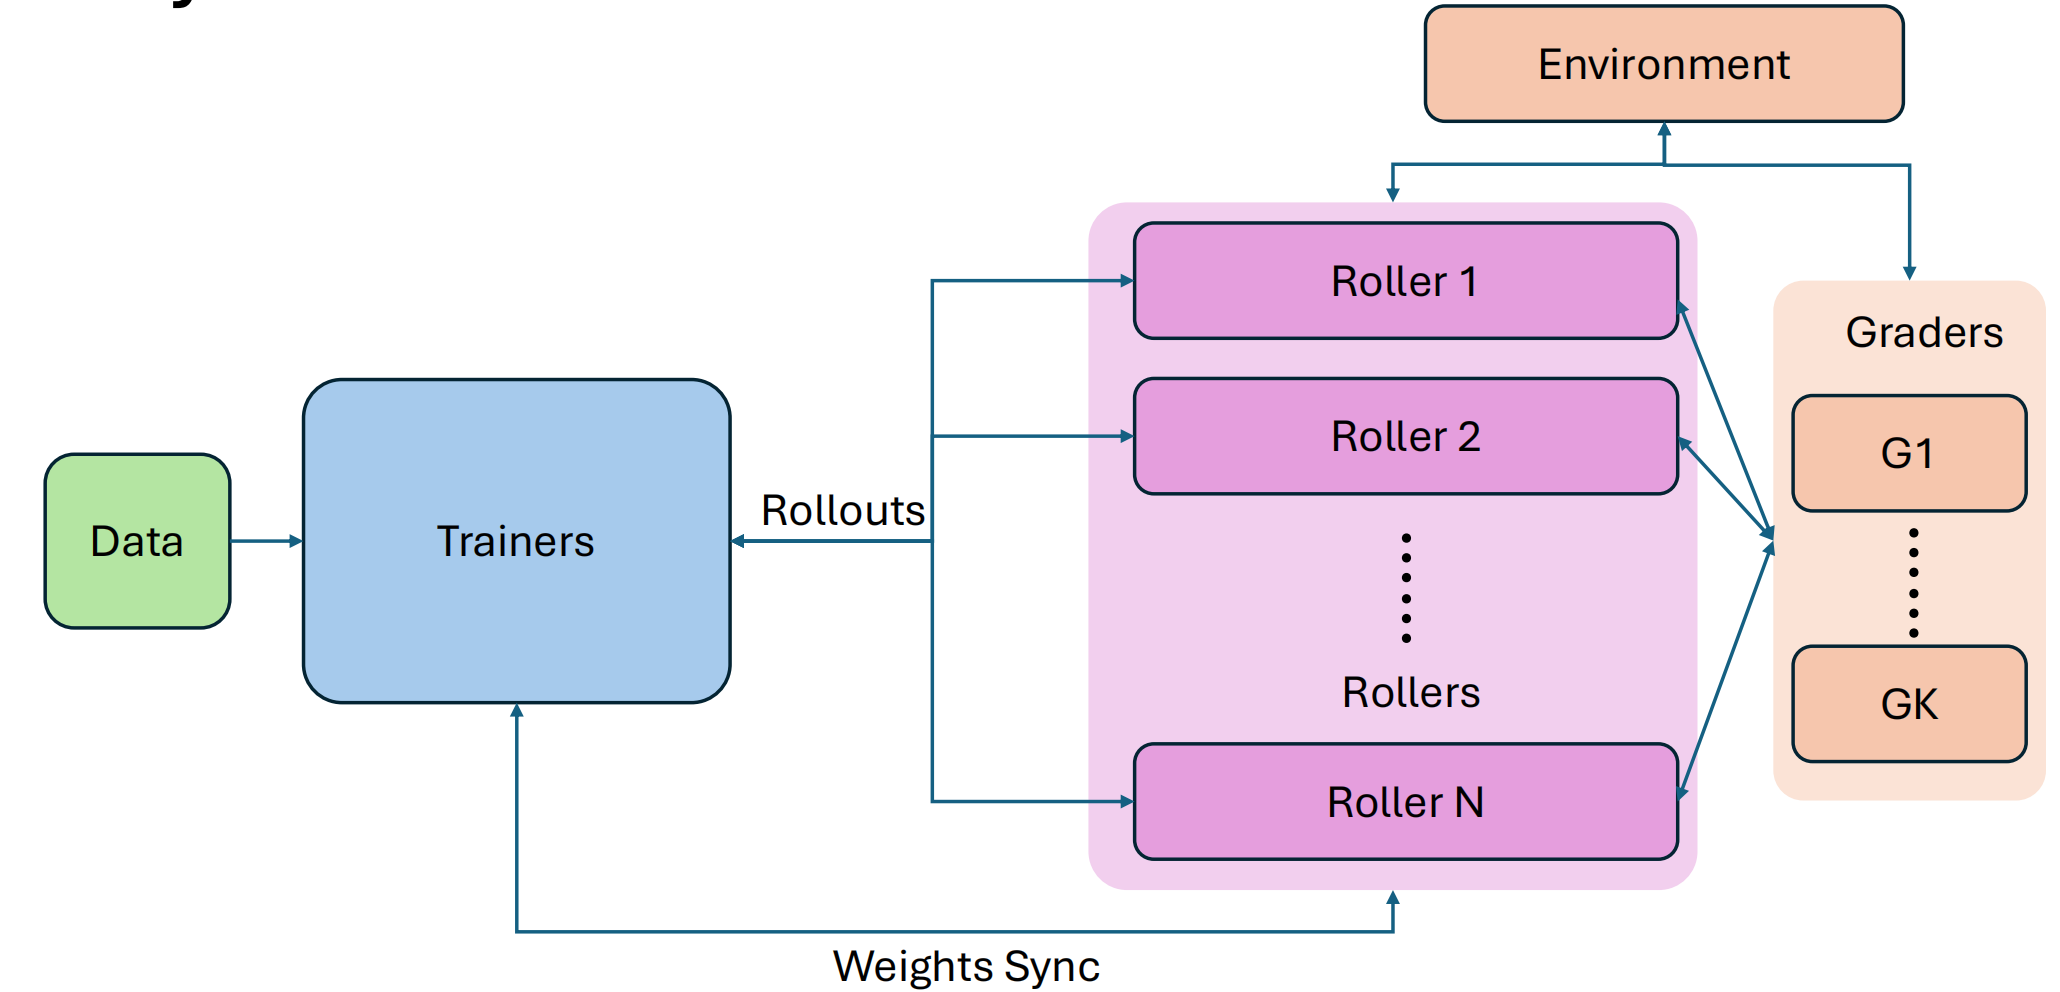 Environment
Roller 1
Graders
Roller 2
G1
Rollouts
Data
Trainers
Rollers
GK
Roller N
Weights Sync